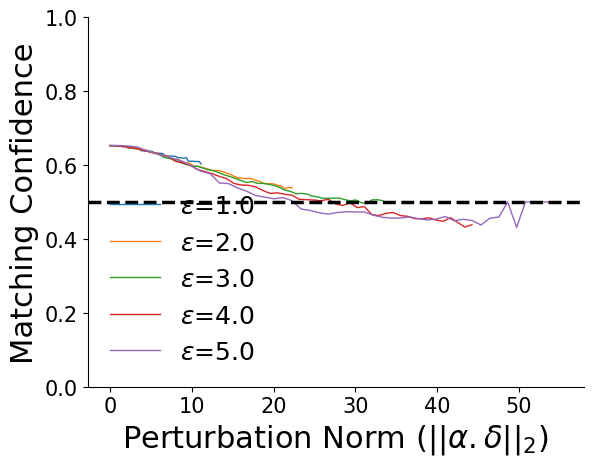 1.0
0.8
0.6
0.4
0.2
0.0
Matching Confidence
ε=1.0
ε=2.0
ε=3.0
ε=4.0
ε=5.0
0 10 20 30 40 50
Perturbation Norm (||α.δ||₂)